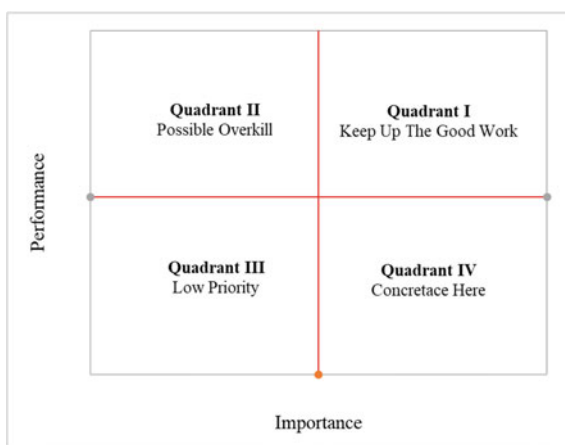 Quadrant II
Possible Overkill
Quadrant I
Keep Up The Good Work
Performance
Quadrant III
Low Priority
Quadrant IV
Concretace Here
Importance